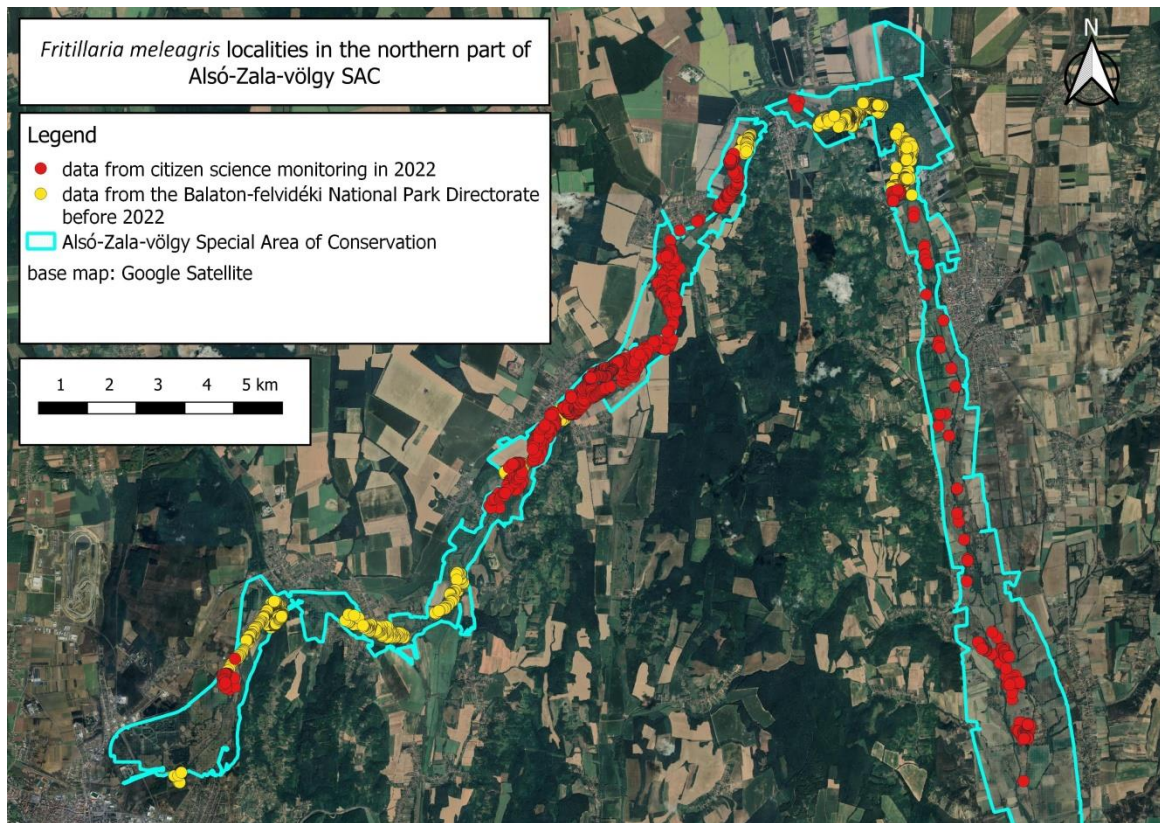 Fritillaria meleagris localities in the northern part of
Alsó-Zala-völgy SAC
N
Legend
data from citizen science monitoring in 2022
data from the Balaton-felvidéki National Park Directorate
before 2022
Alsó-Zala-völgy Special Area of Conservation
base map: Google Satellite
1 2 3 4 5 km